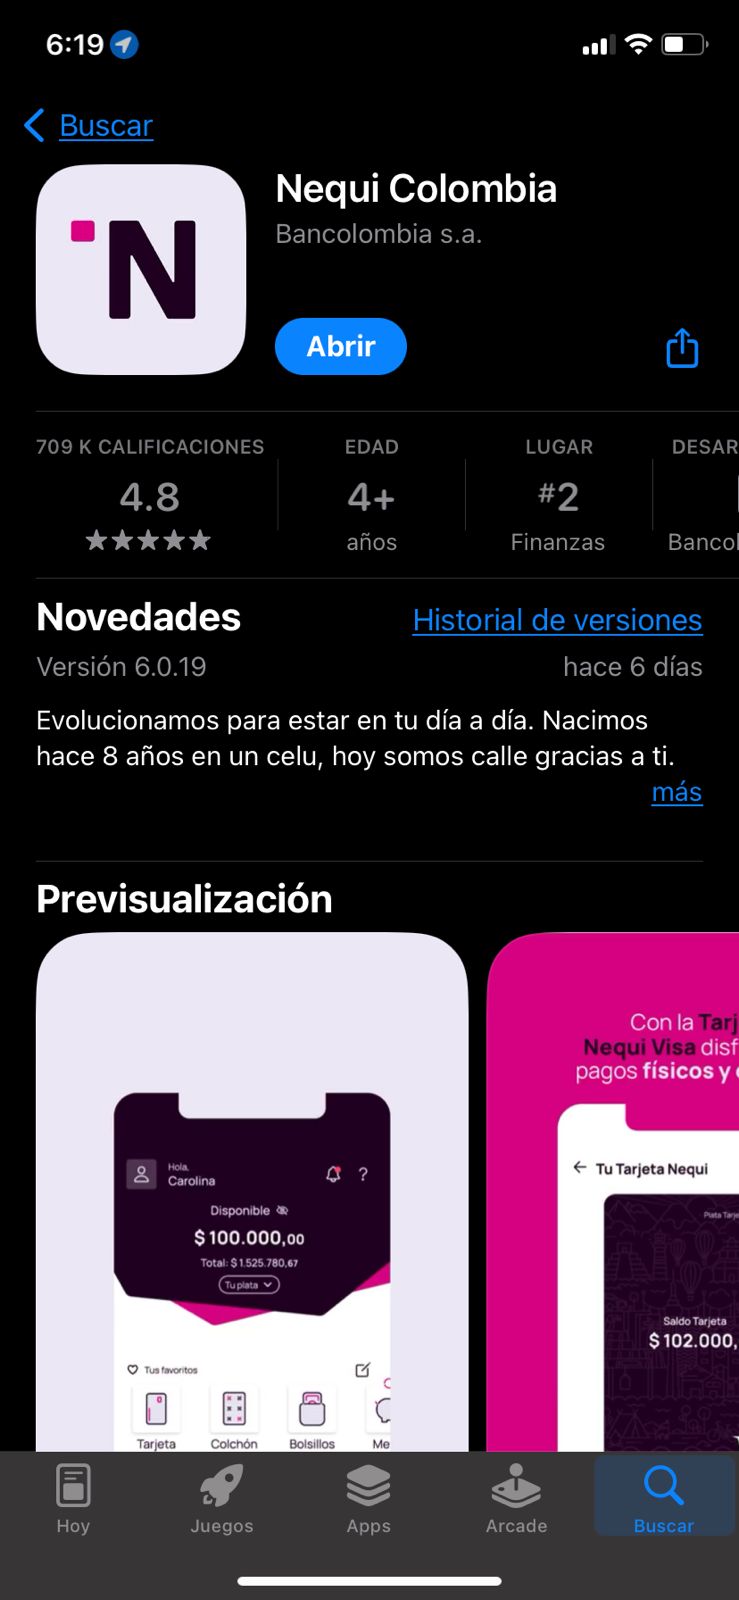 6:19
Buscar
N
Nequi Colombia
Bancolombia s.a.
Abrir
709 K CALIFICACIONES
4.8
EDAD
4+
años
LUGAR
#2
Finanzas
DESAR
Bancol
Novedades
Historial de versiones
Versión 6.0.19
hace 6 días
Evolucionamos para estar en tu día a día. Nacimos
hace 8 años en un celu, hoy somos calle gracias a ti.
más
Previsualización
Hola,
Carolina
?
Disponible
$ 100.000,00
Total: $ 1.525.780,67
Tu plata
Tus favoritos
Tarjeta
Colchón
Bolsillos
Me
Con la Tarj
Nequi Visa disf
pagos físicos y
Tu Tarjeta Nequi
Plata Tarje
Saldo Tarjeta
$ 102.000,
Hoy
Juegos
Apps
Arcade
Buscar